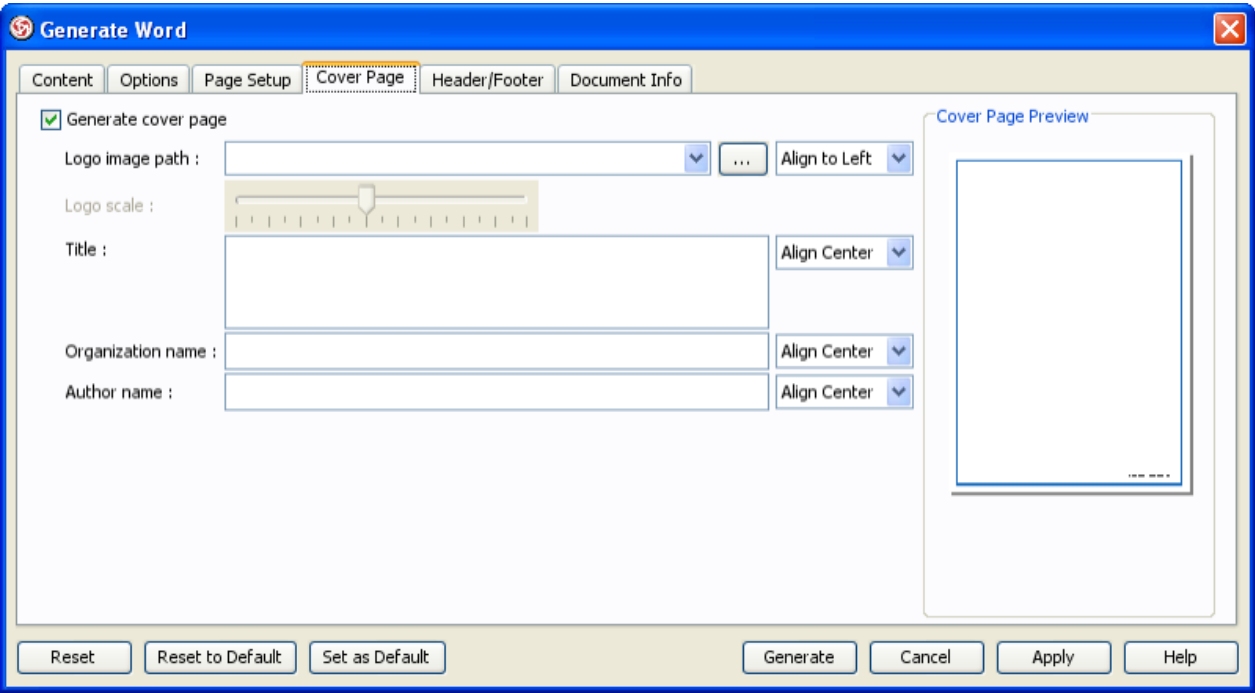 Generate Word
Content Options Page Setup Cover Page Header/Footer Document Info
Generate cover page
Logo image path : ... Align to Left
Logo scale :
Title : Align Center
Organization name : Align Center
Author name : Align Center
Cover Page Preview
Reset Reset to Default Set as Default Generate Cancel Apply Help